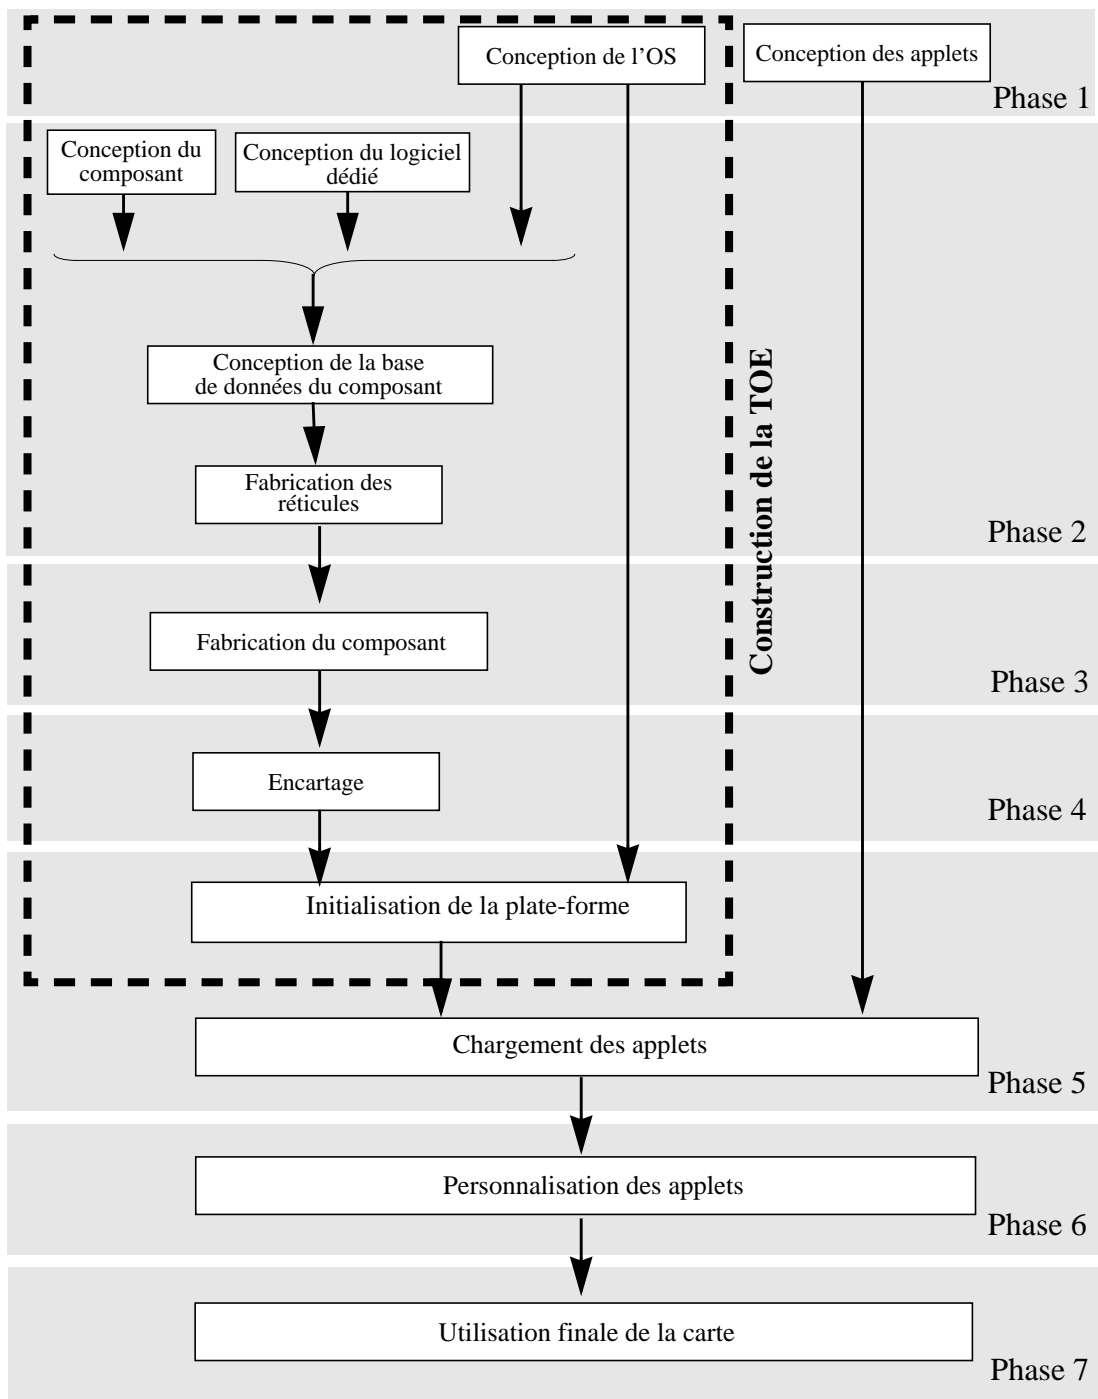 Conception de l’OS
Conception des applets
Phase 1
Conception du
composant
Conception du logiciel
dédié
Conception de la base
de données du composant
Fabrication des
réticules
Phase 2
Construction de la TOE
Fabrication du composant
Phase 3
Encartage
Phase 4
Initialisation de la plate-forme
Chargement des applets
Phase 5
Personnalisation des applets
Phase 6
Utilisation finale de la carte
Phase 7